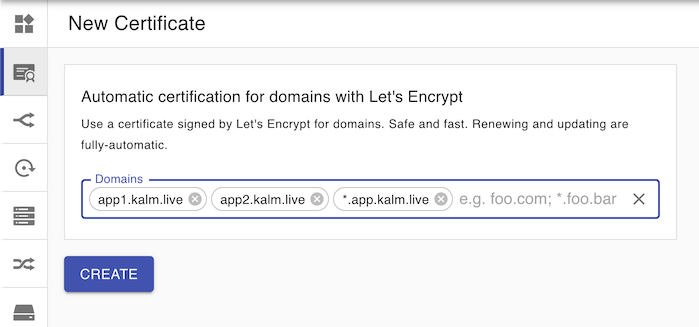 New Certificate
Automatic certification for domains with Let's Encrypt
Use a certificate signed by Let's Encrypt for domains. Safe and fast. Renewing and updating are
fully-automatic.
Domains
app1.kalm.live app2.kalm.live *.app.kalm.live e.g. foo.com; *.foo.bar
CREATE